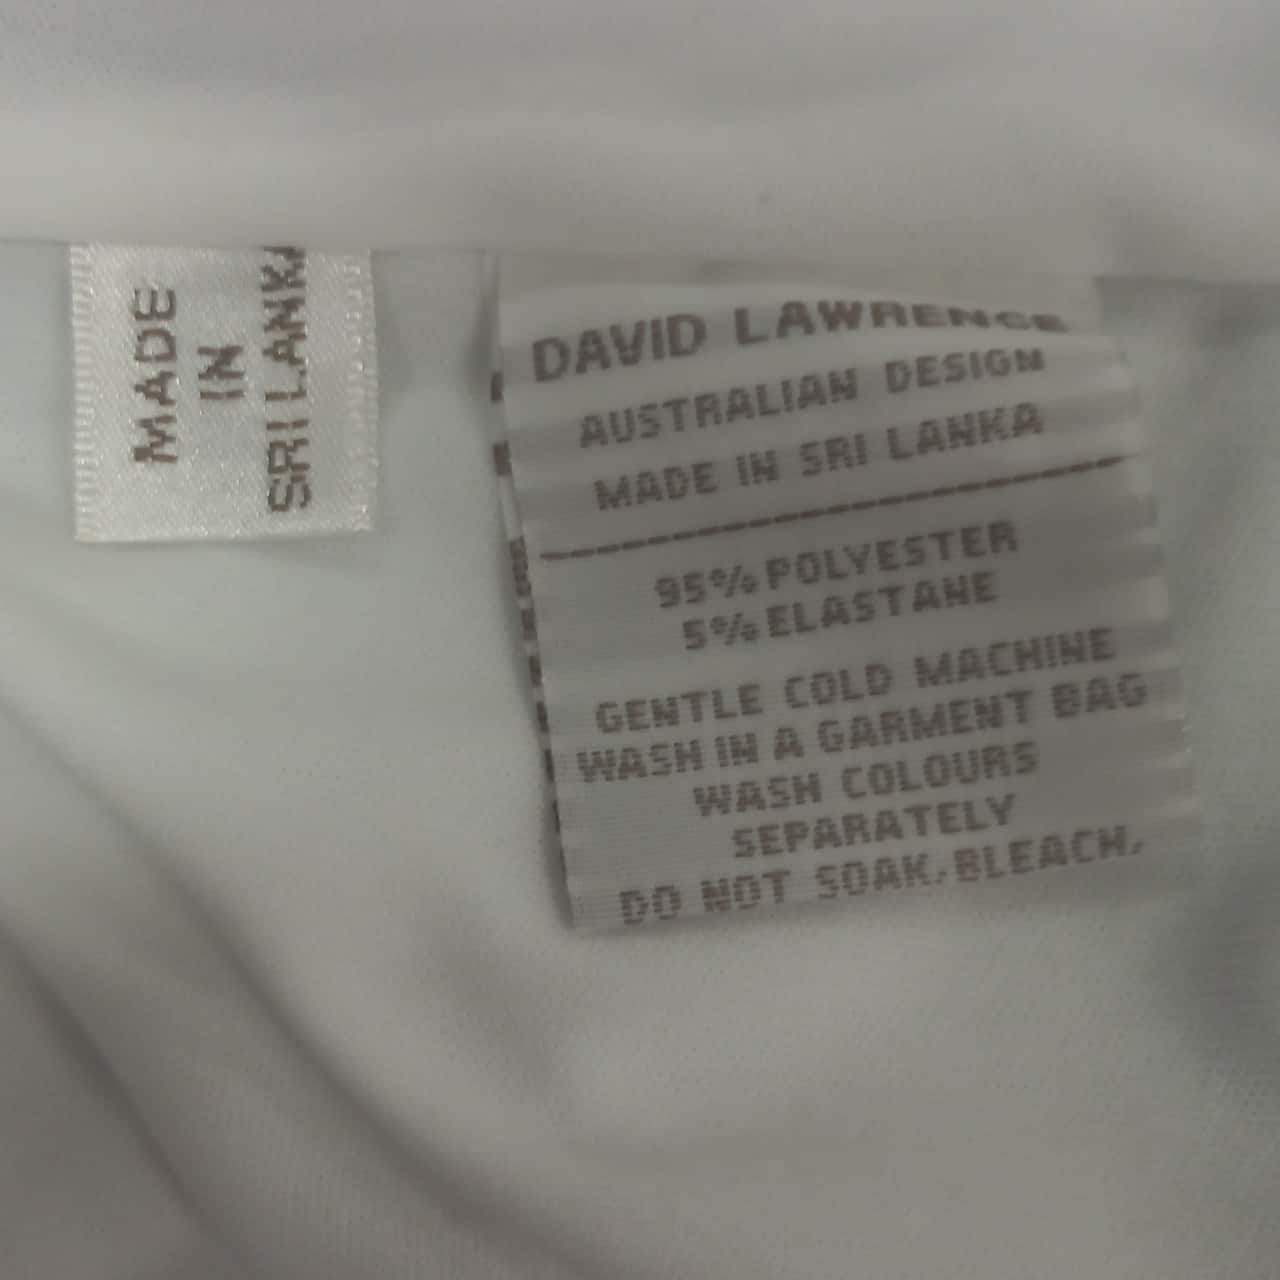 MADE
IN
SRI LANKA
DAVID LAWRENCE
AUSTRALIAN DESIGN
MADE IN SRI LANKA
95% POLYESTER
5% ELASTANE
GENTLE COLD MACHINE
WASH IN A GARMENT BAG
WASH COLOURS
SEPARATELY
DO NOT SOAK, BLEACH,